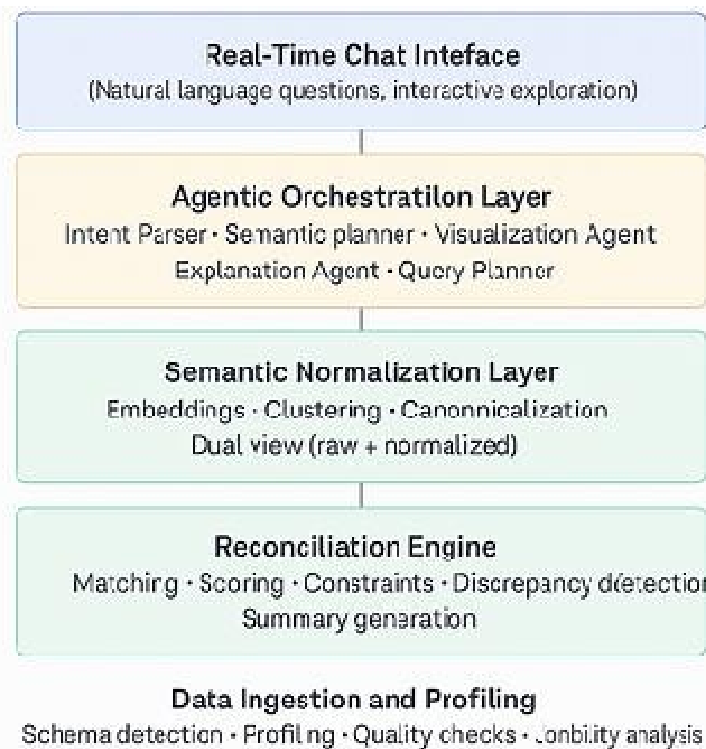 Real-Time Chat Inteface
(Natural language questions, interactive exploration)
Agentic Orchestratilon Layer
Intent Parser · Semantic planner · Visualization Agent
Explanation Agent · Query Planner
Semantic Normalization Layer
Embeddings · Clustering · Canonnicalization
Dual view (raw + normalized)
Reconciliation Engine
Matching · Scoring · Constraints · Discrepancy
Summary generation
Data Ingestion and Profiling
Schema detection · Profiling · Quality checks · analysis